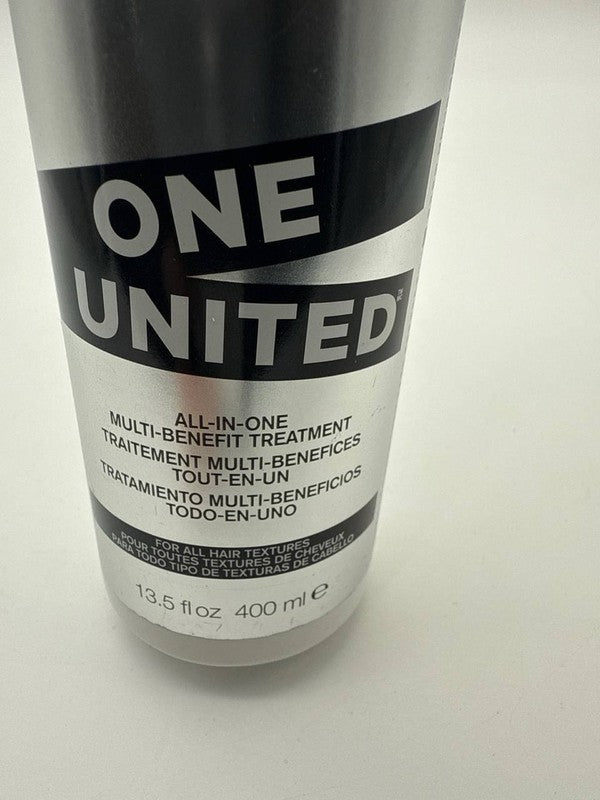 ONE
UNITED™
ALL-IN-ONE
MULTI-BENEFIT TREATMENT
TRAITEMENT MULTI-BENEFICES
TOUT-EN-UN
TRATAMIENTO MULTI-BENEFICIOS
TODO-EN-UNO
FOR ALL HAIR TEXTURES
POUR TOUTES TEXTURES DE CHEVEUX
PARA TODO TIPO DE TEXTURAS DE CABELLO
13.5 fl oz 400 ml ℮